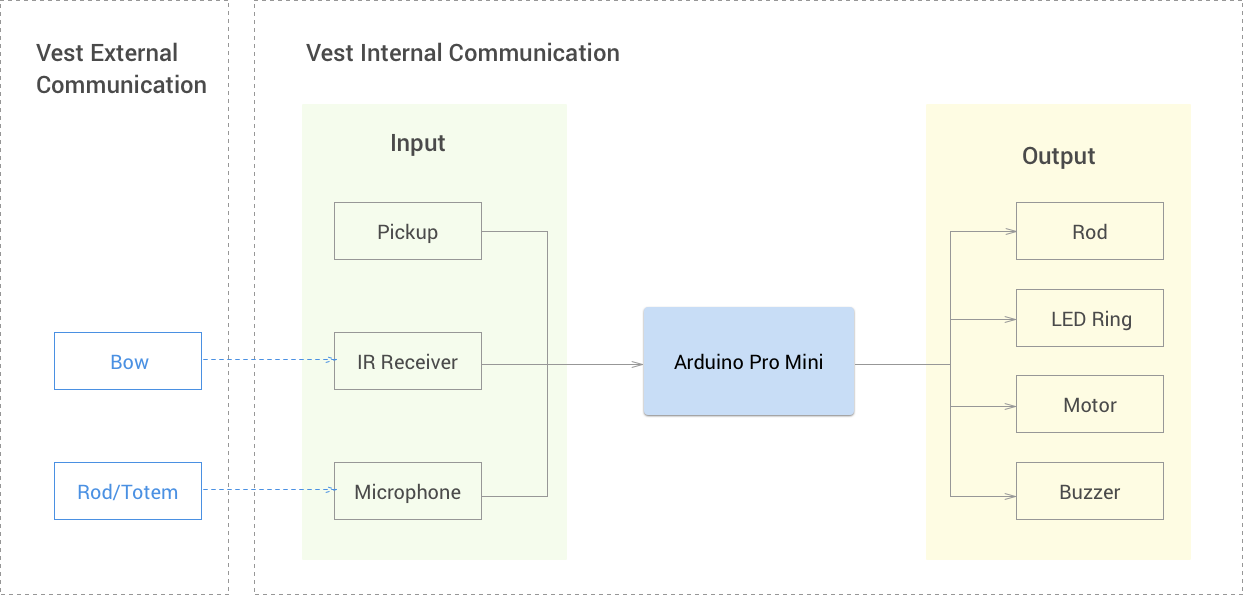 Vest External
Communication
Bow
Rod/Totem
Vest Internal Communication
Input
Pickup
IR Receiver
Microphone
Arduino Pro Mini
Output
Rod
LED Ring
Motor
Buzzer